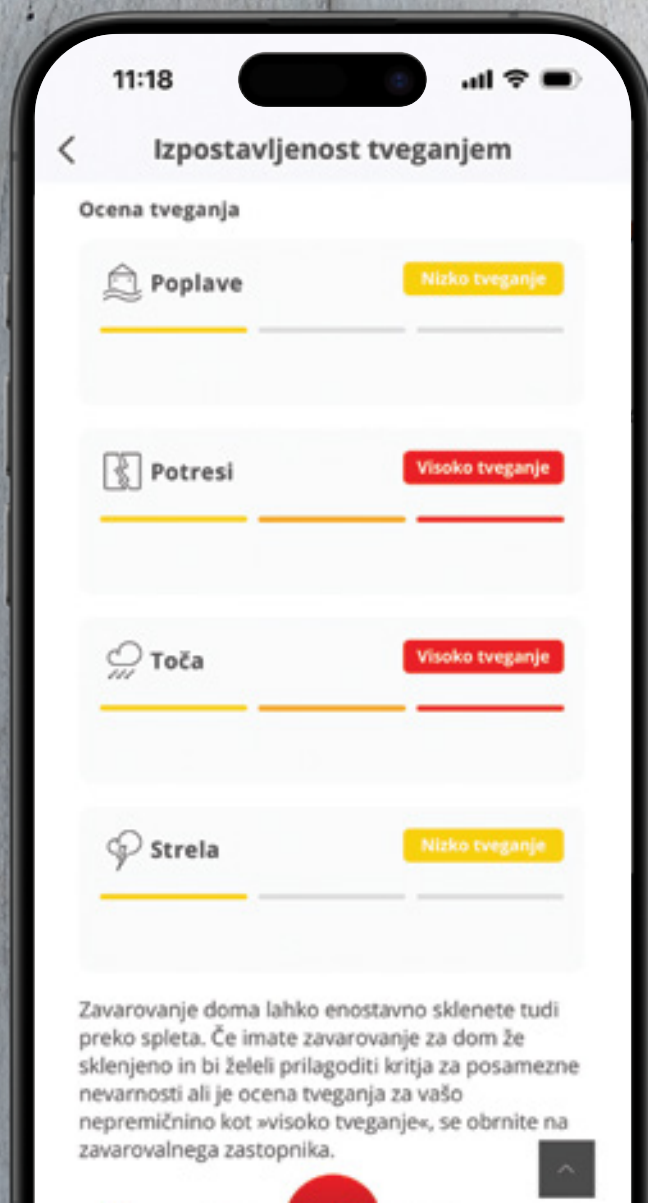 11:18
Izpostavljenost tveganjem
Ocena tveganja
Poplave
Nizko tveganje
Potresi
Visoko tveganje
Toča
Visoko tveganje
Strela
Nizko tveganje
Zavarovanje doma lahko enostavno sklenete tudi
preko spleta. Če imate zavarovanje za dom že
sklenjeno in bi želeli prilagoditi kritja za posamezne
nevarnosti ali je ocena tveganja za vašo
nepremičnino kot »visoko tveganje«, se obrnite na
zavarovalnega zastopnika.